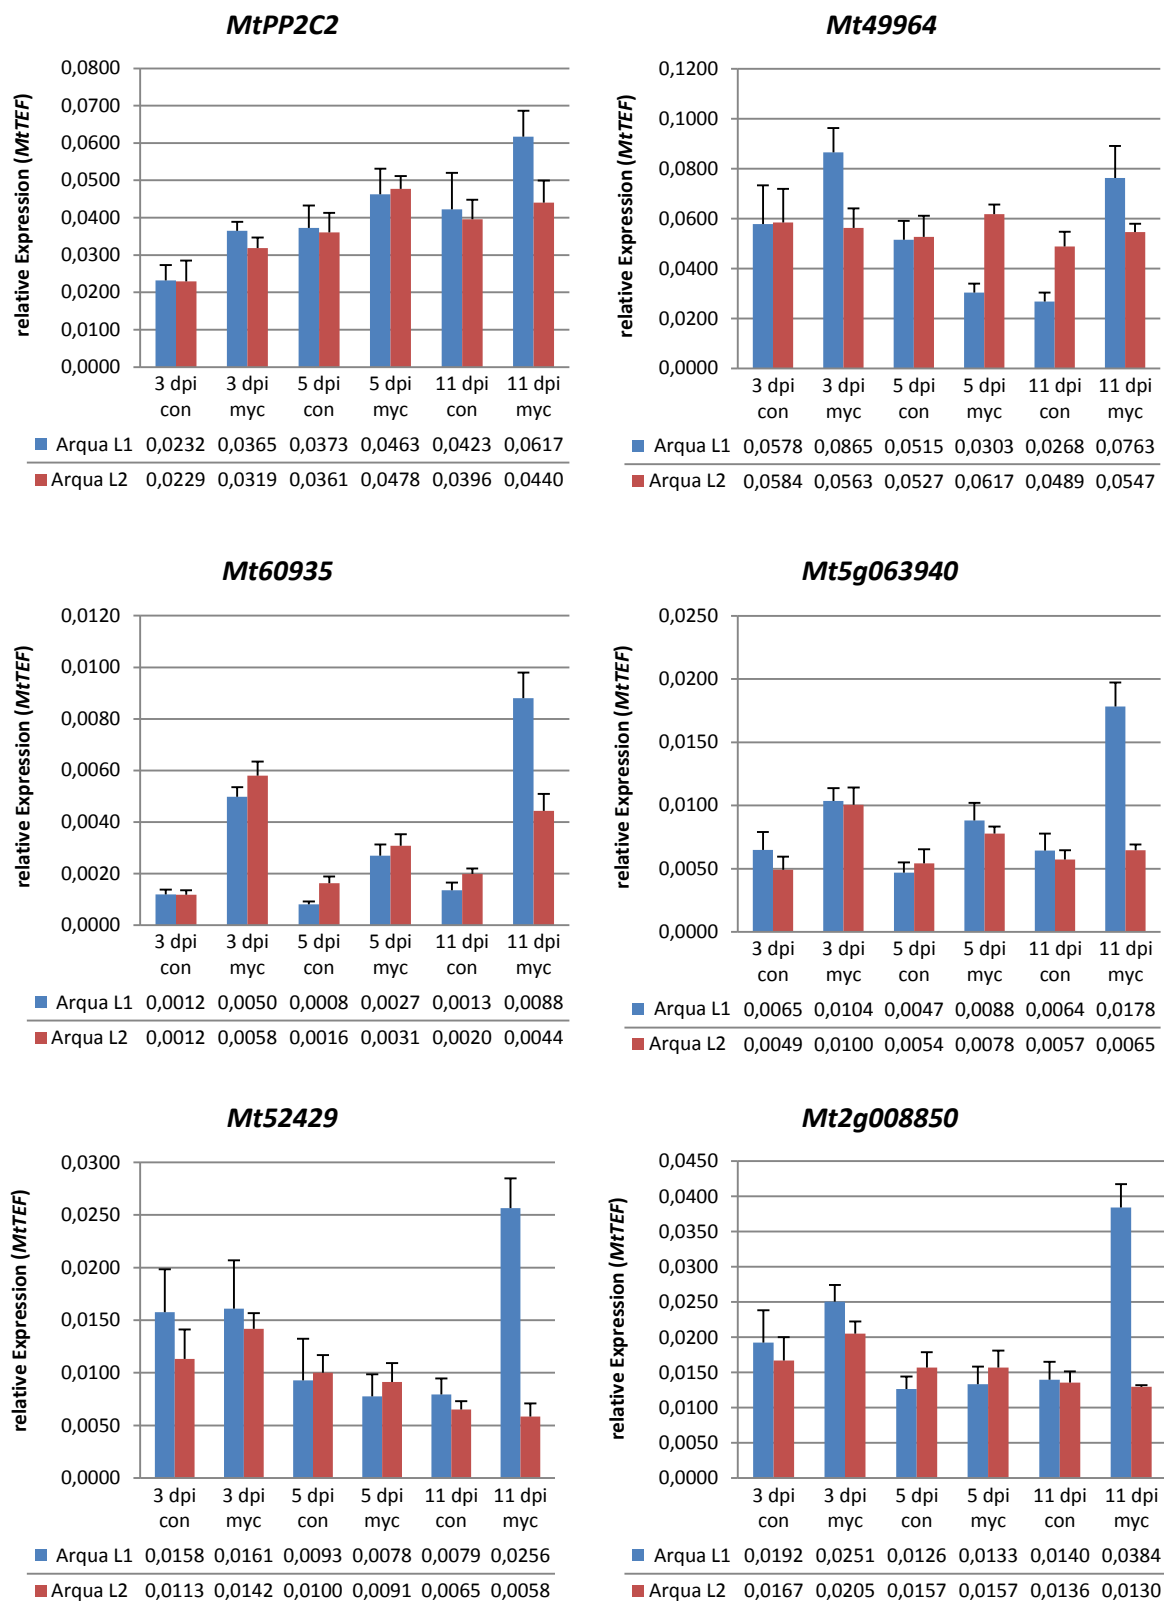 MtPP2C2
relative Expression (MtTEF)
0,0800
0,0700
0,0600
0,0500
0,0400
0,0300
0,0200
0,0100
0,0000
3 dpi con 3 dpi myc 5 dpi con 5 dpi myc 11 dpi con 11 dpi myc
Arqua L1 0,0232 0,0365 0,0373 0,0463 0,0423 0,0617
Arqua L2 0,0229 0,0319 0,0361 0,0478 0,0396 0,0440
Mt49964
relative Expression (MtTEF)
0,1200
0,1000
0,0800
0,0600
0,0400
0,0200
0,0000
3 dpi con 3 dpi myc 5 dpi con 5 dpi myc 11 dpi con 11 dpi myc
Arqua L1 0,0578 0,0865 0,0515 0,0303 0,0268 0,0763
Arqua L2 0,0584 0,0563 0,0527 0,0617 0,0489 0,0547
Mt60935
relative Expression (MtTEF)
0,0120
0,0100
0,0080
0,0060
0,0040
0,0020
0,0000
3 dpi con 3 dpi myc 5 dpi con 5 dpi myc 11 dpi con 11 dpi myc
Arqua L1 0,0012 0,0050 0,0008 0,0027 0,0013 0,0088
Arqua L2 0,0012 0,0058 0,0016 0,0031 0,0020 0,0044
Mt5g063940
relative Expression (MtTEF)
0,0250
0,0200
0,0150
0,0100
0,0050
0,0000
3 dpi con 3 dpi myc 5 dpi con 5 dpi myc 11 dpi con 11 dpi myc
Arqua L1 0,0065 0,0104 0,0047 0,0088 0,0064 0,0178
Arqua L2 0,0049 0,0100 0,0054 0,0078 0,0057 0,0065
Mt52429
relative Expression (MtTEF)
0,0300
0,0250
0,0200
0,0150
0,0100
0,0050
0,0000
3 dpi con 3 dpi myc 5 dpi con 5 dpi myc 11 dpi con 11 dpi myc
Arqua L1 0,0158 0,0161 0,0093 0,0078 0,0079 0,0256
Arqua L2 0,0113 0,0142 0,0100 0,0091 0,0065 0,0058
Mt2g008850
relative Expression (MtTEF)
0,0450
0,0400
0,0350
0,0300
0,0250
0,0200
0,0150
0,0100
0,0050
0,0000
3 dpi con 3 dpi myc 5 dpi con 5 dpi myc 11 dpi con 11 dpi myc
Arqua L1 0,0192 0,0251 0,0126 0,0133 0,0140 0,0384
Arqua L2 0,0167 0,0205 0,0157 0,0157 0,0136 0,0130